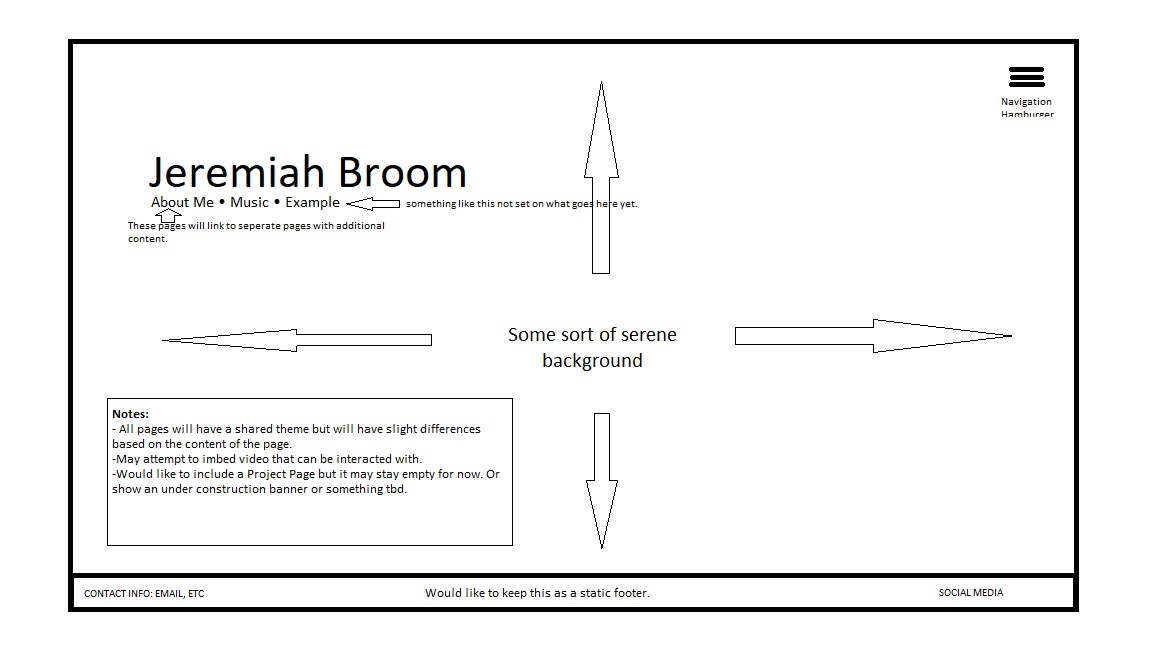 Navigation
Hamburger
Jeremiah Broom
About Me • Music • Example
something like this not set on what goes here yet.
These pages will link to seperate pages with additional
content.
Some sort of serene
background
Notes:
- All pages will have a shared theme but will have slight differences
based on the content of the page.
-May attempt to imbed video that can be interacted with.
-Would like to include a Project Page but it may stay empty for now. Or
show an under construction banner or something tbd.
CONTACT INFO: EMAIL, ETC
Would like to keep this as a static footer.
SOCIAL MEDIA